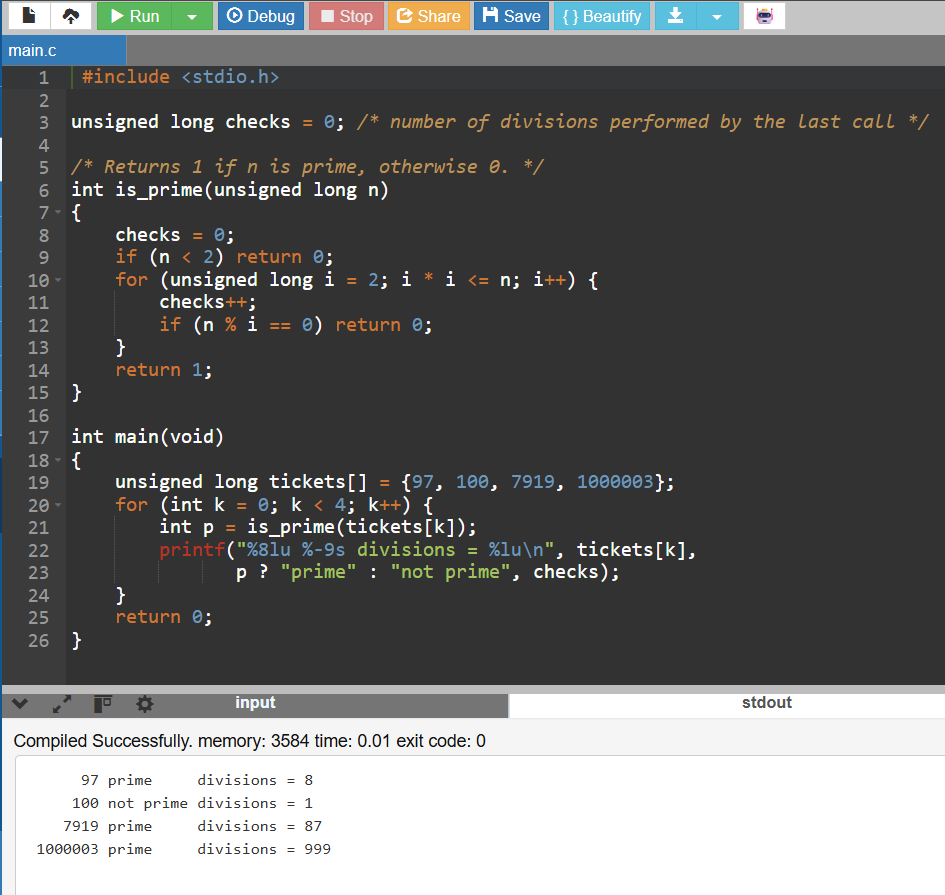 Run Debug Stop Share Save { } Beautify
main.c
1 #include <stdio.h>
2
3 unsigned long checks = 0; /* number of divisions performed by the last call */
4
5 /* Returns 1 if n is prime, otherwise 0. */
6 int is_prime(unsigned long n)
7 {
8     checks = 0;
9     if (n < 2) return 0;
10     for (unsigned long i = 2; i * i <= n; i++) {
11         checks++;
12         if (n % i == 0) return 0;
13     }
14     return 1;
15 }
16
17 int main(void)
18 {
19     unsigned long tickets[] = {97, 100, 7919, 1000003};
20     for (int k = 0; k < 4; k++) {
21         int p = is_prime(tickets[k]);
22         printf("%8lu %-9s divisions = %lu\n", tickets[k],
23                p ? "prime" : "not prime", checks);
24     }
25     return 0;
26 }
input stdout
Compiled Successfully. memory: 3584 time: 0.01 exit code: 0
     97 prime     divisions = 8
    100 not prime divisions = 1
   7919 prime     divisions = 87
1000003 prime     divisions = 999